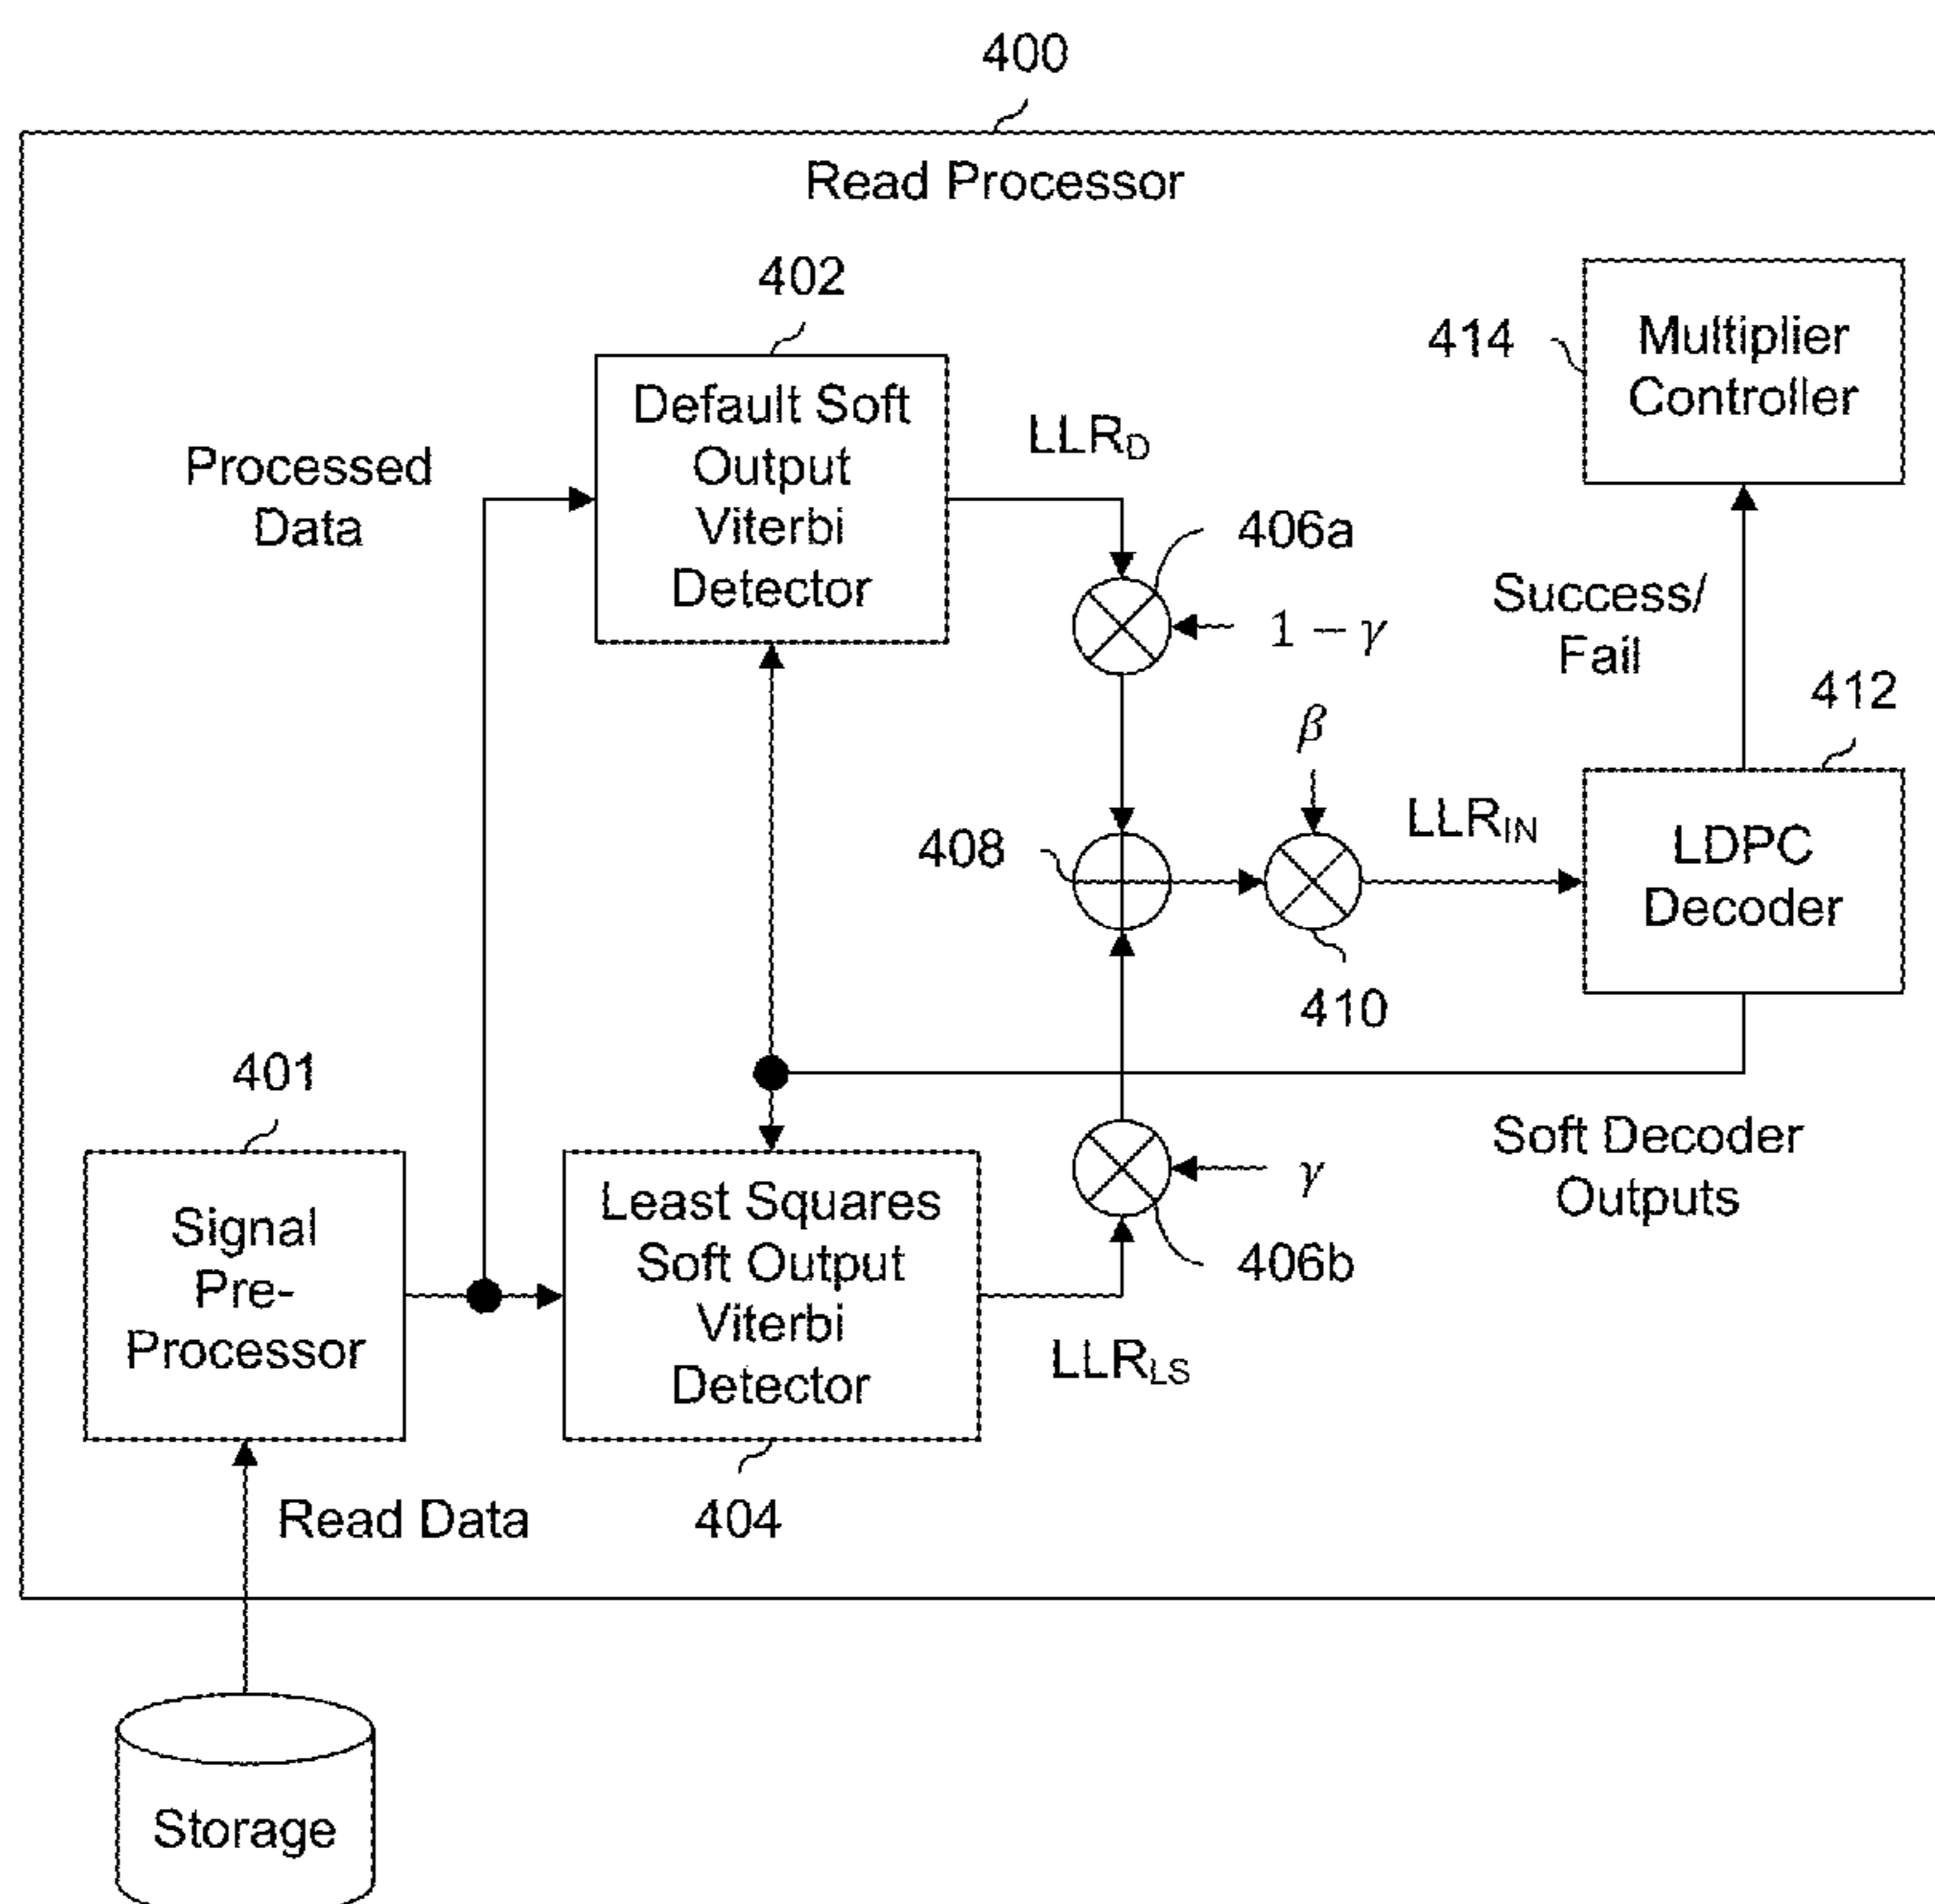 400
Read Processor
402
Default Soft
Output
Viterbi
Detector
Processed
Data
LLR_D
414
Multiplier
Controller
406a
1 − γ
Success/
Fail
412
β
408
LLR_IN
LDPC
Decoder
410
401
Signal
Pre-
Processor
Least Squares
Soft Output
Viterbi
Detector
γ
406b
Soft Decoder
Outputs
LLR_LS
Read Data
404
Storage